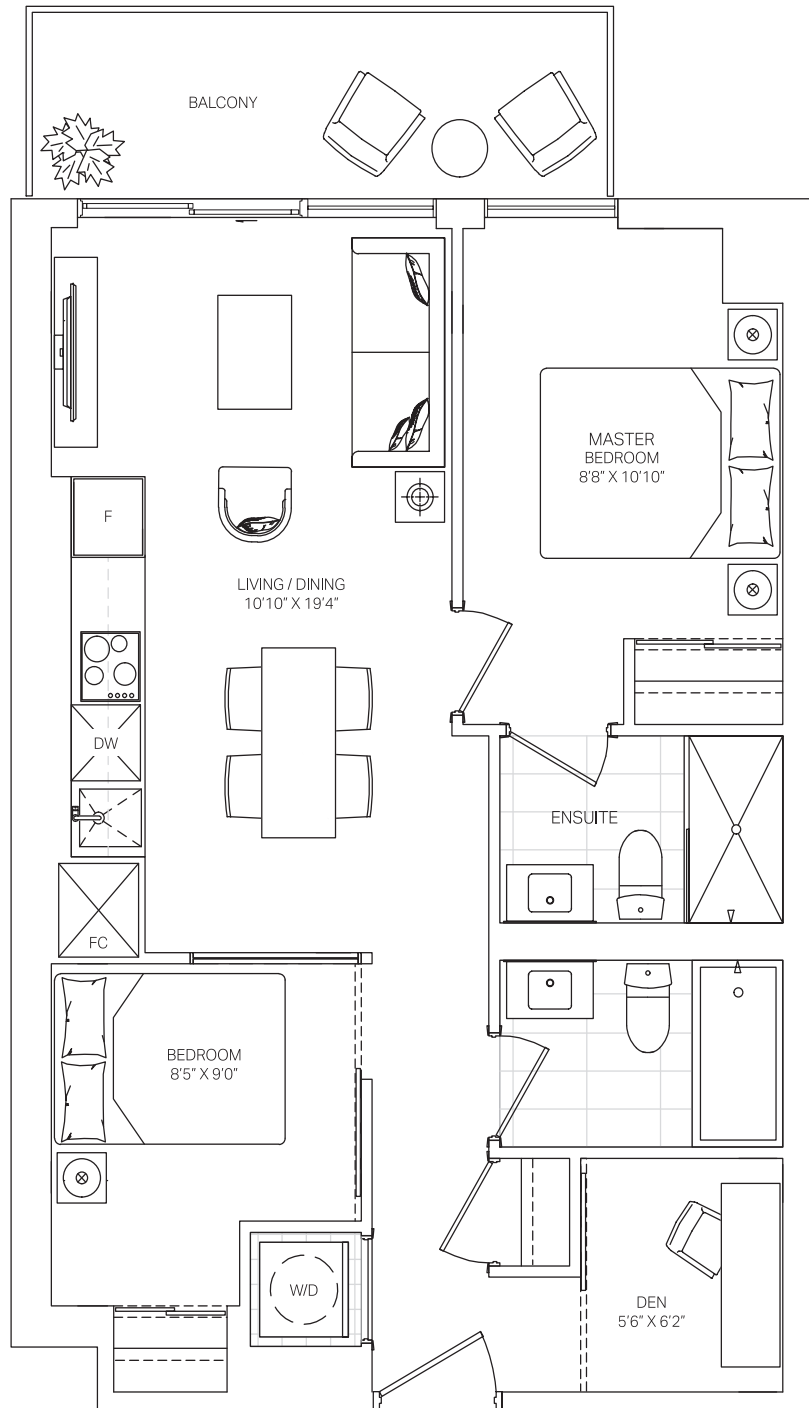 BALCONY
MASTER
BEDROOM
8'8" X 10'10"
F
LIVING / DINING
10'10" X 19'4"
DW
ENSUITE
FC
BEDROOM
8'5" X 9'0"
W/D
DEN
5'6" X 6'2"